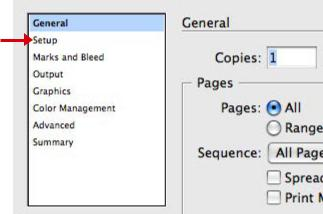 General
Setup
Marks and Bleed
Output
Graphics
Color Management
Advanced
Summary
General
Copies: 1
Pages
Pages: All
Range
Sequence: All Page
Spread
Print M